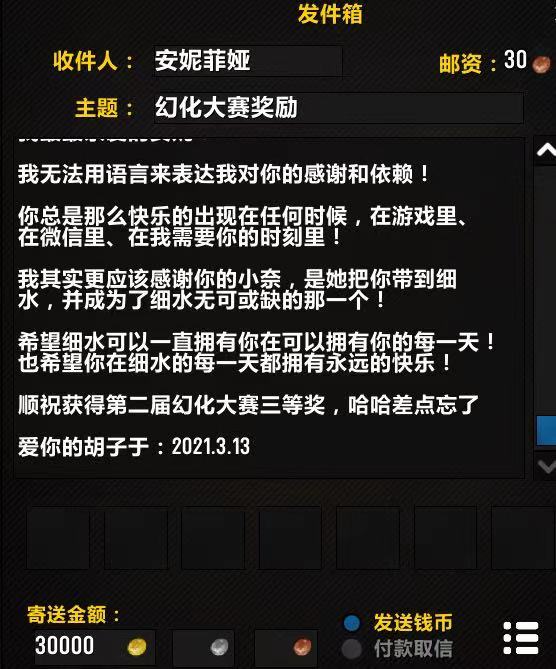 发件箱
收件人： 安妮菲娅 邮资：30
主题： 幻化大赛奖励
我无法用语言来表达我对你的感谢和依赖！
你总是那么快乐的出现在任何时候，在游戏里、
在微信里、在我需要你的时刻里！
我其实更应该感谢你的小奈，是她把你带到细
水，并成为了细水无可或缺的那一个！
希望细水可以一直拥有你在可以拥有你的每一天！
也希望你在细水的每一天都拥有永远的快乐！
顺祝获得第二届幻化大赛三等奖，哈哈差点忘了
爱你的胡子于：2021.3.13
寄送金额：
30000
发送钱币
付款取信